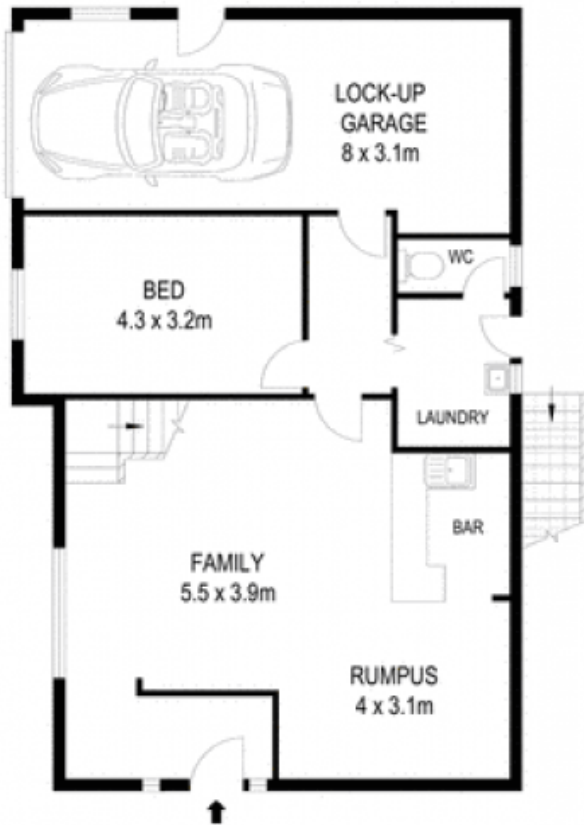 LOCK-UP
GARAGE
8 x 3.1m
WC
BED
4.3 x 3.2m
LAUNDRY
BAR
FAMILY
5.5 x 3.9m
RUMPUS
4 x 3.1m